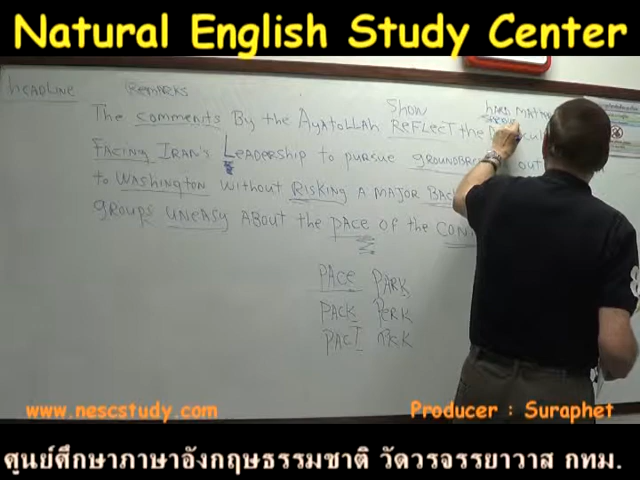 Natural English Study Center
headline Remarks
Show
The comments By the Ayatollah Reflect the
Facing Iran's Leadership to pursue
to Washington without Risking A major
groups uneasy About the pace of the
Pace Park
Pack Perk
Pact
www.nescstudy.com Producer : Suraphet
ศูนย์ศึกษาภาษาอังกฤษธรรมชาติ วัดวรจรรยาวาส กทม.